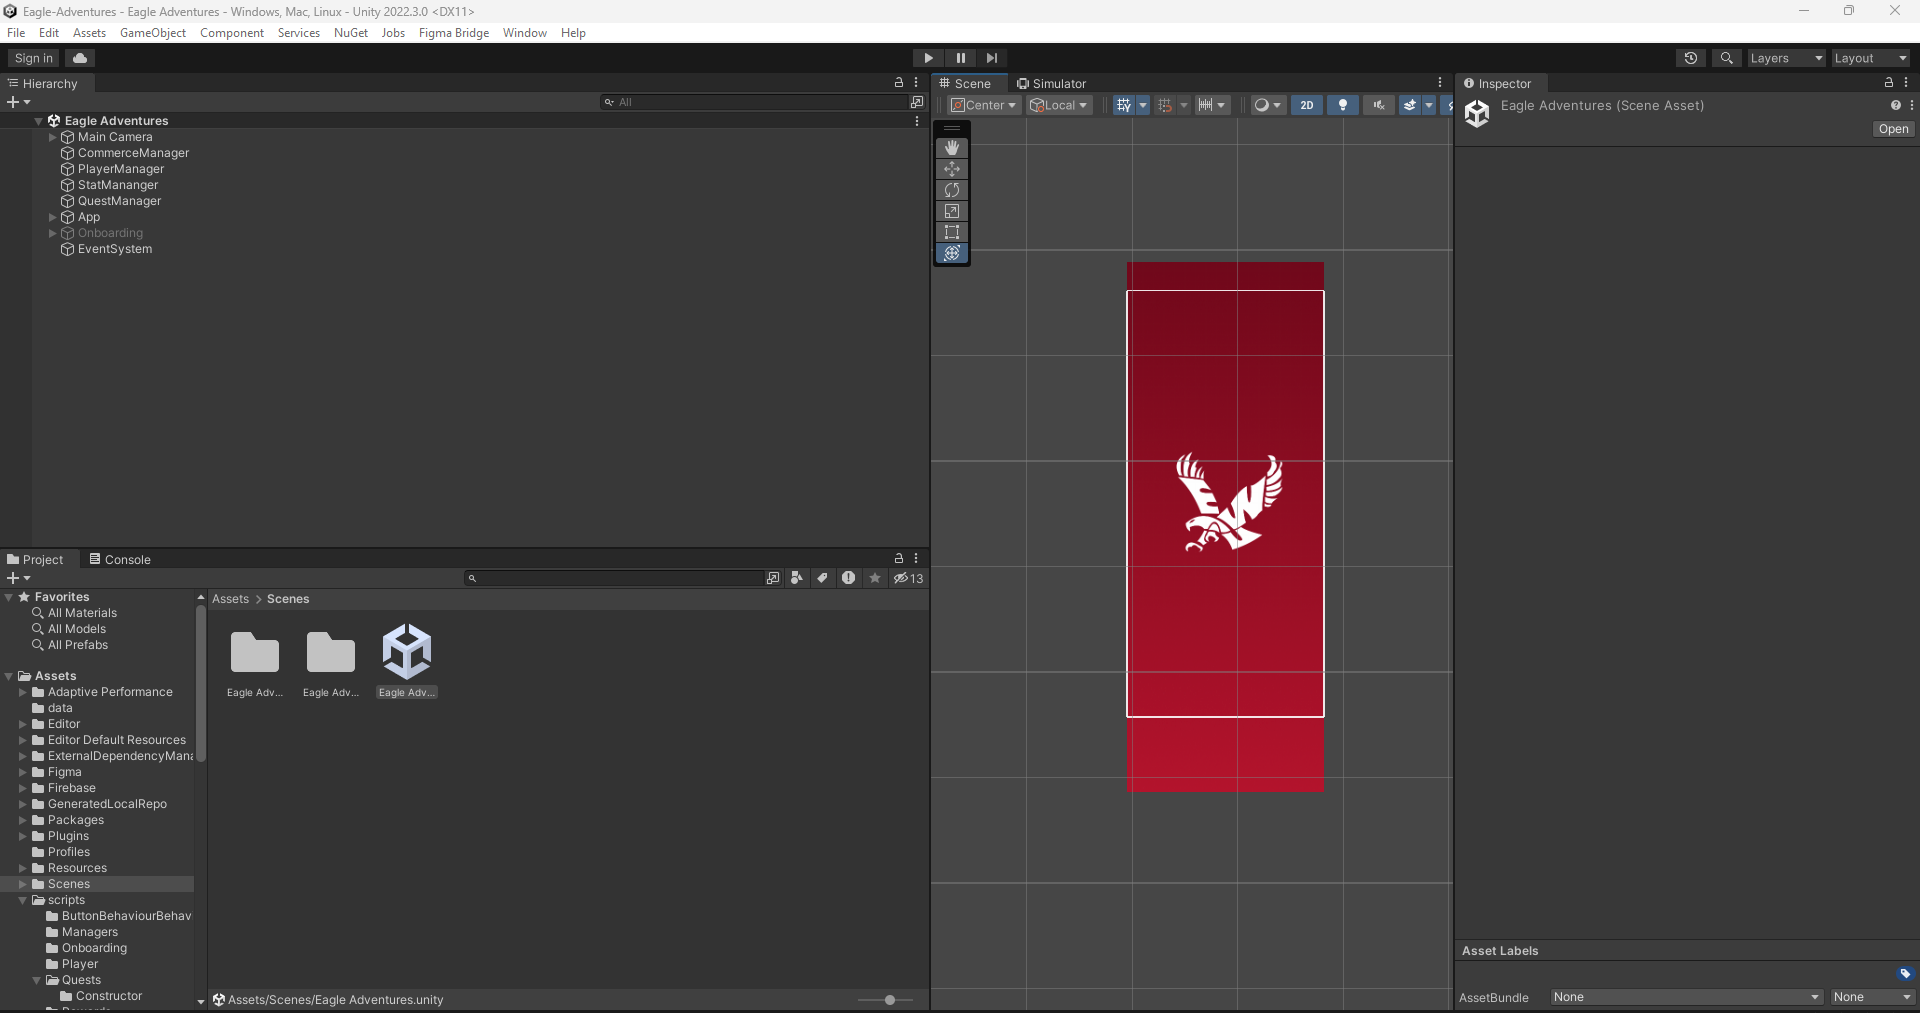 Eagle-Adventures - Eagle Adventures - Windows, Mac, Linux - Unity 2022.3.0 <DX11>
File Edit Assets GameObject Component Services NuGet Jobs Figma Bridge Window Help
Sign in
Layers
Layout
Hierarchy
All
Eagle Adventures
Main Camera
CommerceManager
PlayerManager
StatMananger
QuestManager
App
Onboarding
EventSystem
Scene
Simulator
Center
Local
2D
EW
Inspector
Eagle Adventures (Scene Asset)
Open
Project
Console
13
Favorites
All Materials
All Models
All Prefabs
Assets
Adaptive Performance
data
Editor
Editor Default Resources
ExternalDependencyMana
Figma
Firebase
GeneratedLocalRepo
Packages
Plugins
Profiles
Resources
Scenes
scripts
ButtonBehaviourBehav
Managers
Onboarding
Player
Quests
Constructor
Assets > Scenes
Eagle Adv...
Eagle Adv...
Eagle Adv...
Assets/Scenes/Eagle Adventures.unity
Asset Labels
AssetBundle
None
None